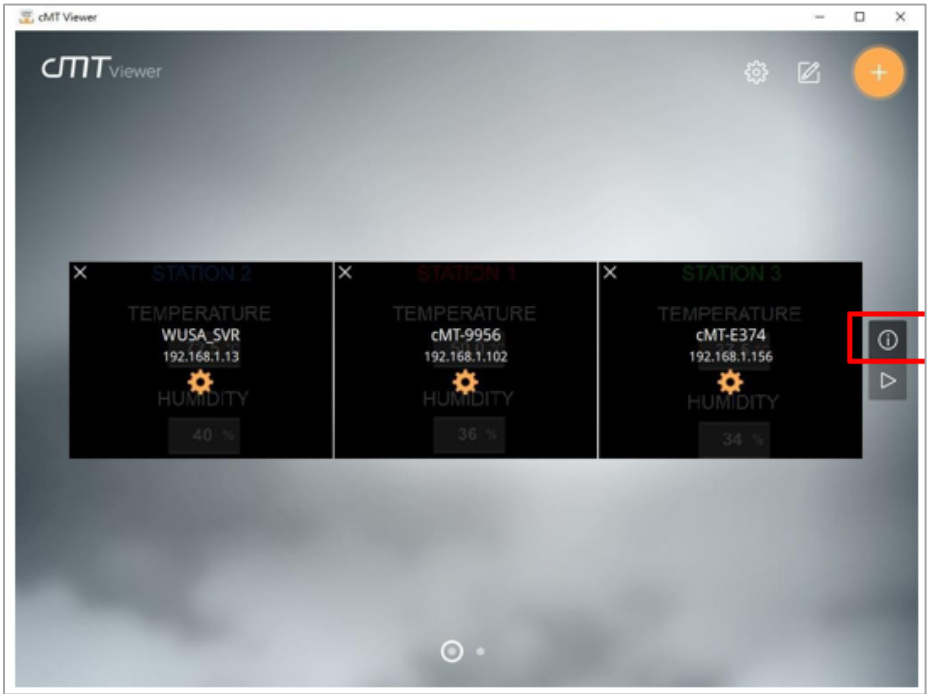 cMT Viewer
cMT Viewer
STATION 2
TEMPERATURE
WUSA_SVR
192.168.1.13
HUMIDITY
40 %
STATION 1
TEMPERATURE
cMT-9956
192.168.1.102
HUMIDITY
36 %
STATION 3
TEMPERATURE
cMT-E374
192.168.1.156
HUMIDITY
34 %